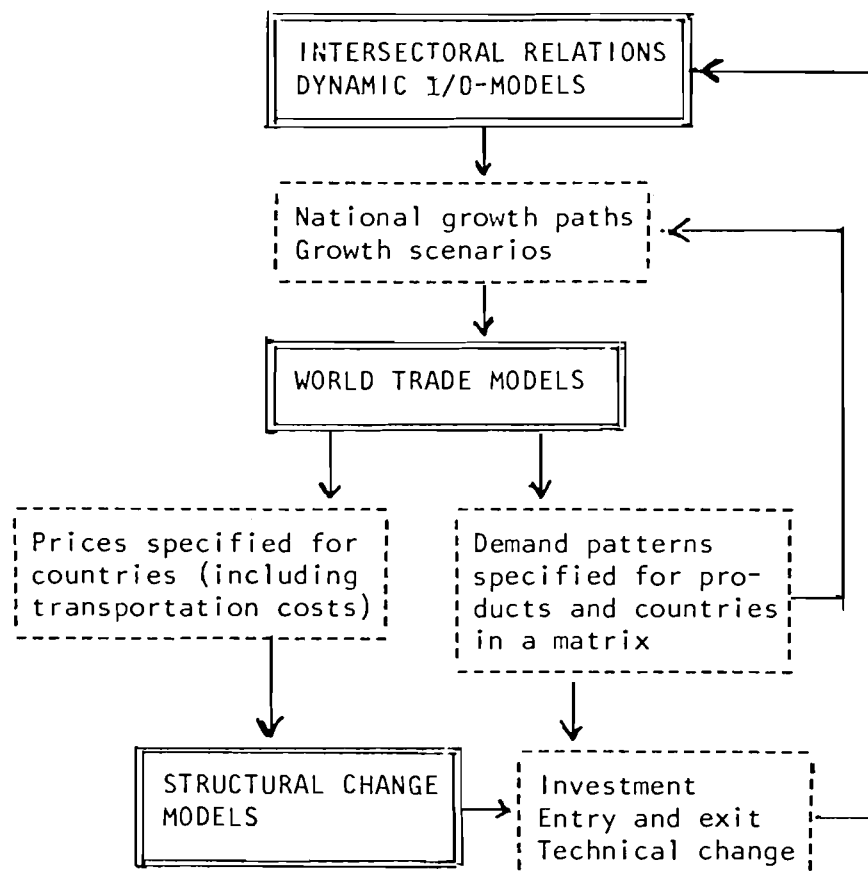 INTERSECTORAL RELATIONS
DYNAMIC I/O-MODELS
National growth paths
Growth scenarios
WORLD TRADE MODELS
Prices specified for
countries (including
transportation costs)
Demand patterns
specified for pro-
ducts and countries
in a matrix
STRUCTURAL CHANGE
MODELS
Investment
Entry and exit
Technical change